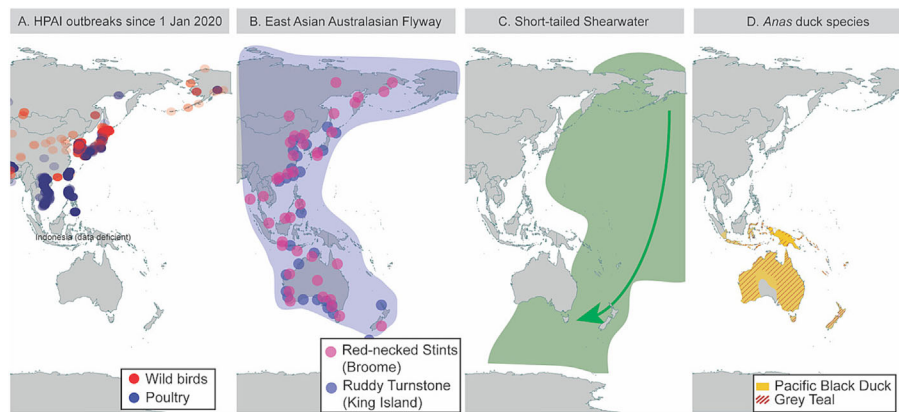 A. HPAI outbreaks since 1 Jan 2020
B. East Asian Australasian Flyway
C. Short-tailed Shearwater
D. Anas duck species
Indonesia (data deficient)
Wild birds
Poultry
Red-necked Stints
(Broome)
Ruddy Turnstone
(King Island)
Pacific Black Duck
Grey Teal